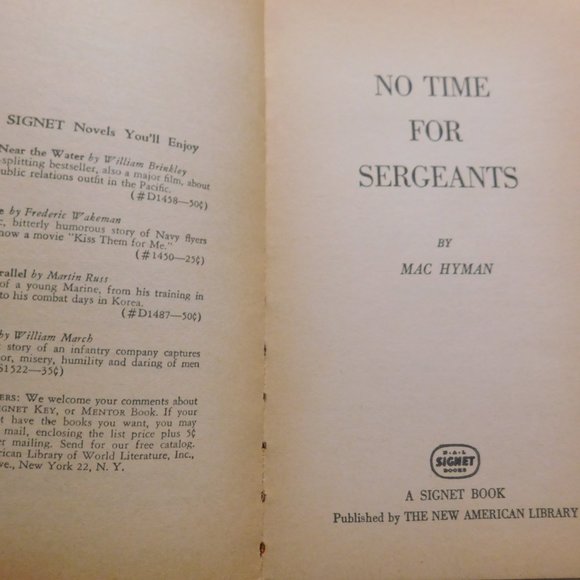 SIGNET Novels You'll Enjoy
Near the Water by William Brinkley
-splitting bestseller, also a major film, about
public relations outfit in the Pacific.
(#D1458—50¢)
e by Frederic Wakeman
c, bitterly humorous story of Navy flyers
now a movie "Kiss Them for Me."
(#1450—25¢)
rallel by Martin Russ
of a young Marine, from his training in
to his combat days in Korea.
(#D1487—50¢)
by William March
story of an infantry company captures
or, misery, humility and daring of men
S1522—35¢)
ERS: We welcome your comments about
IGNET KEY, or MENTOR Book. If your
t have the books you want, you may
mail, enclosing the list price plus 5¢
er mailing. Send for our free catalog.
rican Library of World Literature, Inc.,
ve., New York 22, N. Y.
NO TIME
FOR
SERGEANTS
BY
MAC HYMAN
N·A·L
SIGNET
BOOKS
A SIGNET BOOK
Published by THE NEW AMERICAN LIBRARY